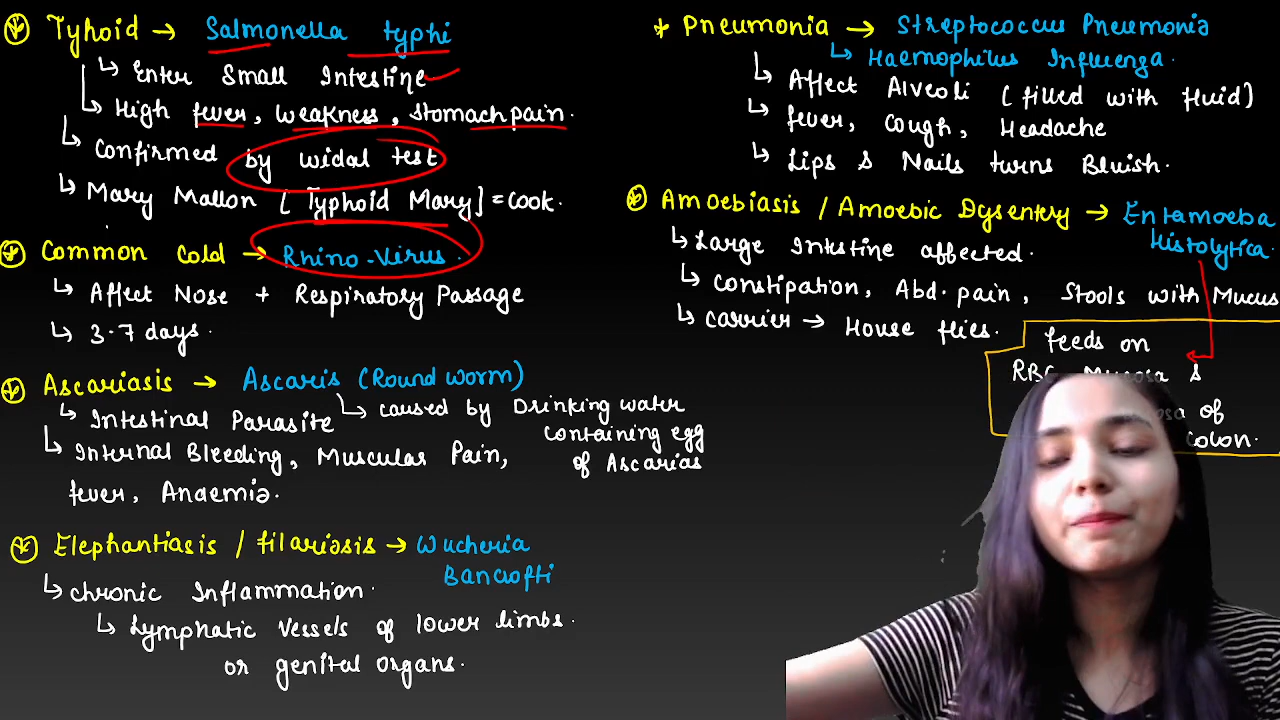 Tyhoid → Salmonella typhi
↳ Enter Small Intestine
↳ High fever, weakness, Stomach pain.
↳ Confirmed by widal test
↳ Mary Mallon [Typhoid Mary] = Cook.
Common Cold → Rhino-Virus.
↳ Affect Nose + Respiratory Passage
↳ 3-7 days.
Ascariasis → Ascaris (Round worm)
↳ Intestinal Parasite
↳ caused by Drinking water
containing egg
of Ascarias
↳ Internal Bleeding, Muscular Pain,
fever, Anaemia.
Elephantiasis / filariasis → Wucheria
Bancrofti
↳ chronic Inflammation.
↳ Lymphatic Vessels of lower limbs.
or genital organs.
* Pneumonia → Streptococcus Pneumonia
↳ Haemophilus Influenza.
↳ Affect Alveoli (filled with fluid)
↳ fever, Cough, Headache
↳ Lips & Nails turns Bluish.
Amoebiasis / Amoebic Dysentery → Entamoeba
Histolytica.
↳ Large Intestine affected.
↳ Constipation, Abd. pain, Stools with Mucus
↳ carrier → House flies.
feeds on
RBC, Mucosa &
of
Colon.